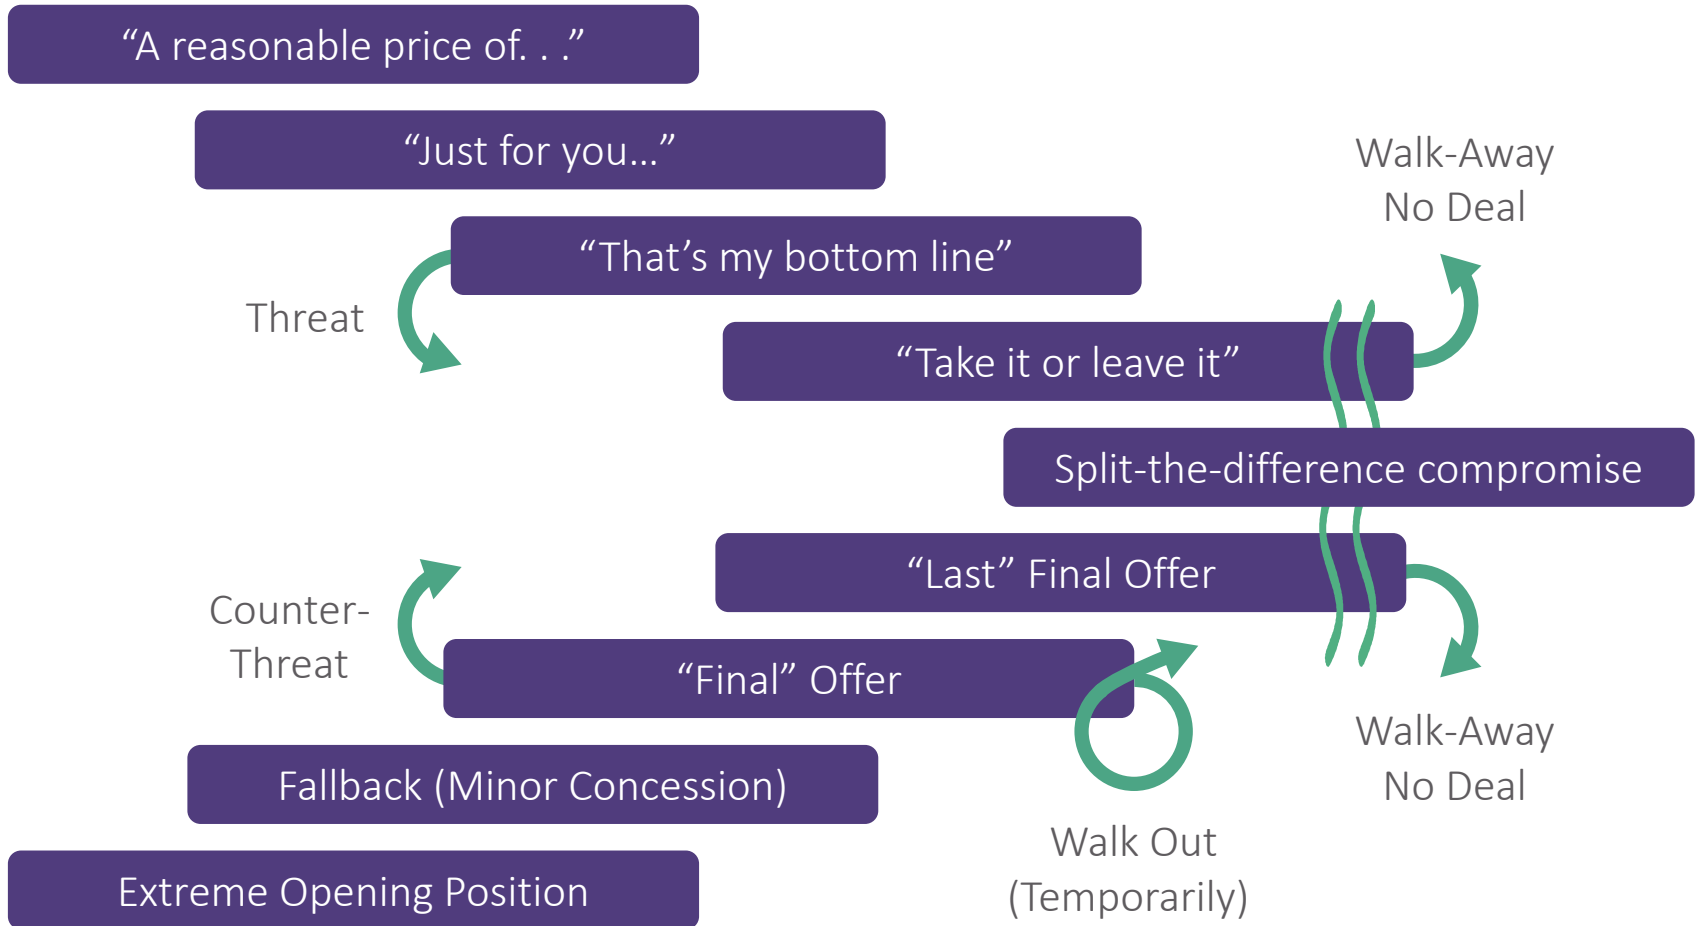 “A reasonable price of. . .”
“Just for you...”
Walk-Away
No Deal
“That’s my bottom line”
Threat
“Take it or leave it”
Split-the-difference compromise
“Last” Final Offer
Counter-
Threat
“Final” Offer
Walk-Away
No Deal
Fallback (Minor Concession)
Walk Out
(Temporarily)
Extreme Opening Position